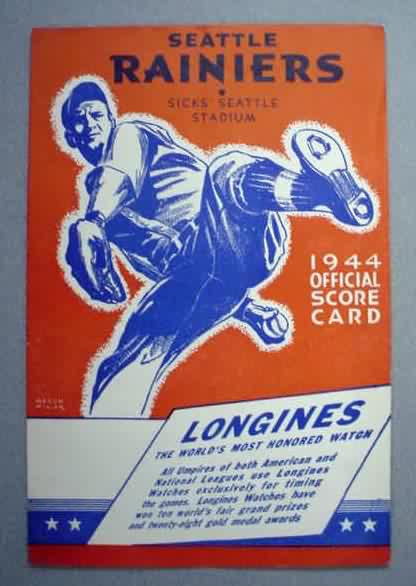 SEATTLE
RAINIERS
SICKS' SEATTLE
STADIUM
1944
OFFICIAL
SCORE
CARD
LONGINES
THE WORLD'S MOST HONORED WATCH
All Umpires of both American and
National Leagues use Longines
Watches exclusively for timing
the games. Longines Watches have
won ten world's fair grand prizes
and twenty-eight gold medal awards